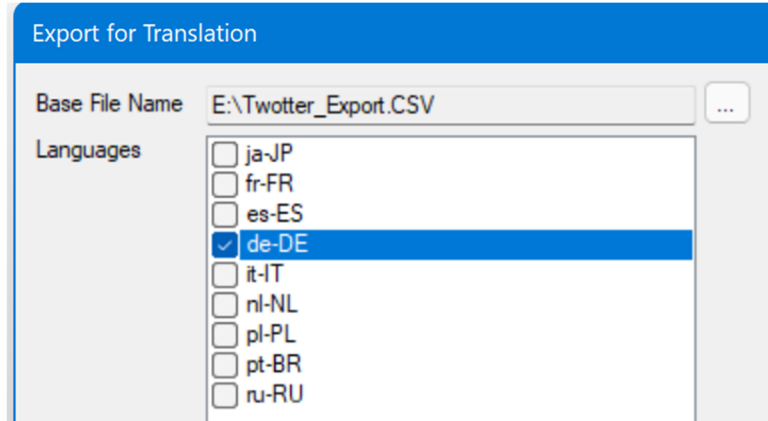 Export for Translation
Base File Name E:\Twotter_Export.CSV ...
Languages
ja-JP
fr-FR
es-ES
de-DE
it-IT
nl-NL
pl-PL
pt-BR
ru-RU